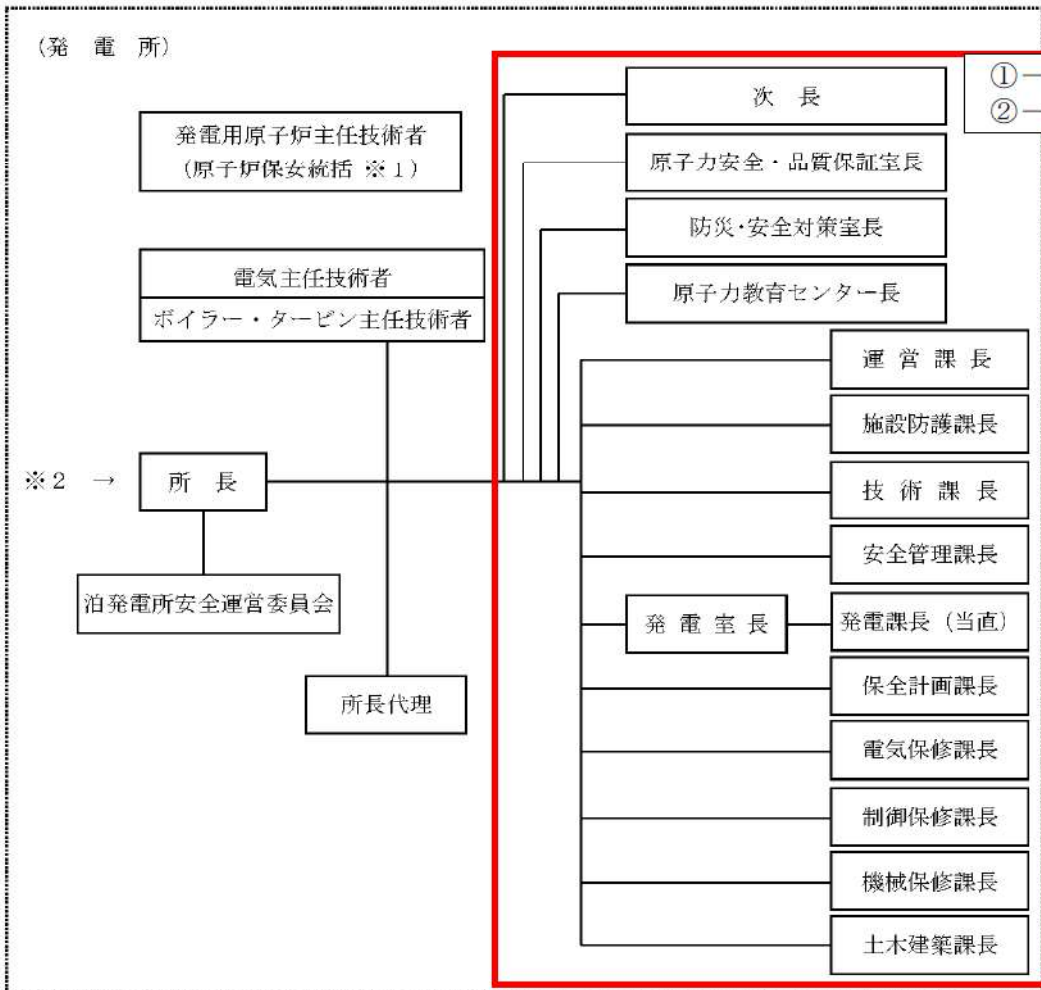 (発 電 所)
①－
②－
次 長
発電用原子炉主任技術者
(原子炉保安統括 ※1)
原子力安全・品質保証室長
防災・安全対策室長
電気主任技術者
ボイラー・タービン主任技術者
原子力教育センター長
運 営 課 長
施設防護課長
※2 → 所 長
技 術 課 長
安全管理課長
泊発電所安全運営委員会
発 電 室 長
発電課長 (当直)
保全計画課長
所長代理
電気保修課長
制御保修課長
機械保修課長
土木建築課長